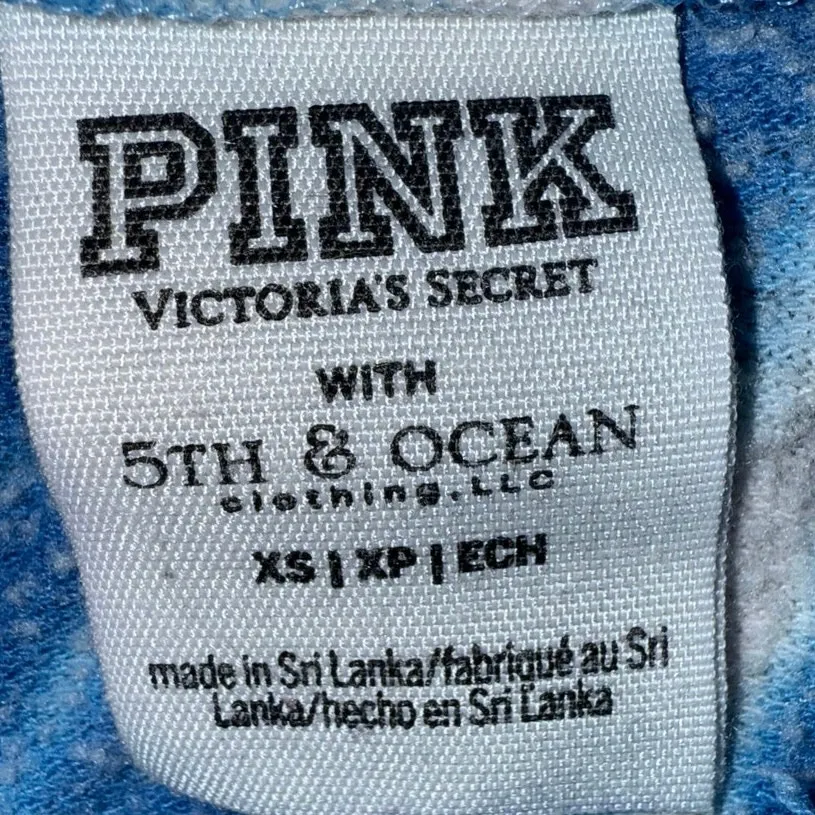 PINK
VICTORIA'S SECRET
WITH
5TH & OCEAN
clothing.LLC
XS | XP | ECH
made in Sri Lanka/fabriqué au Sri
Lanka/hecho en Sri Lanka